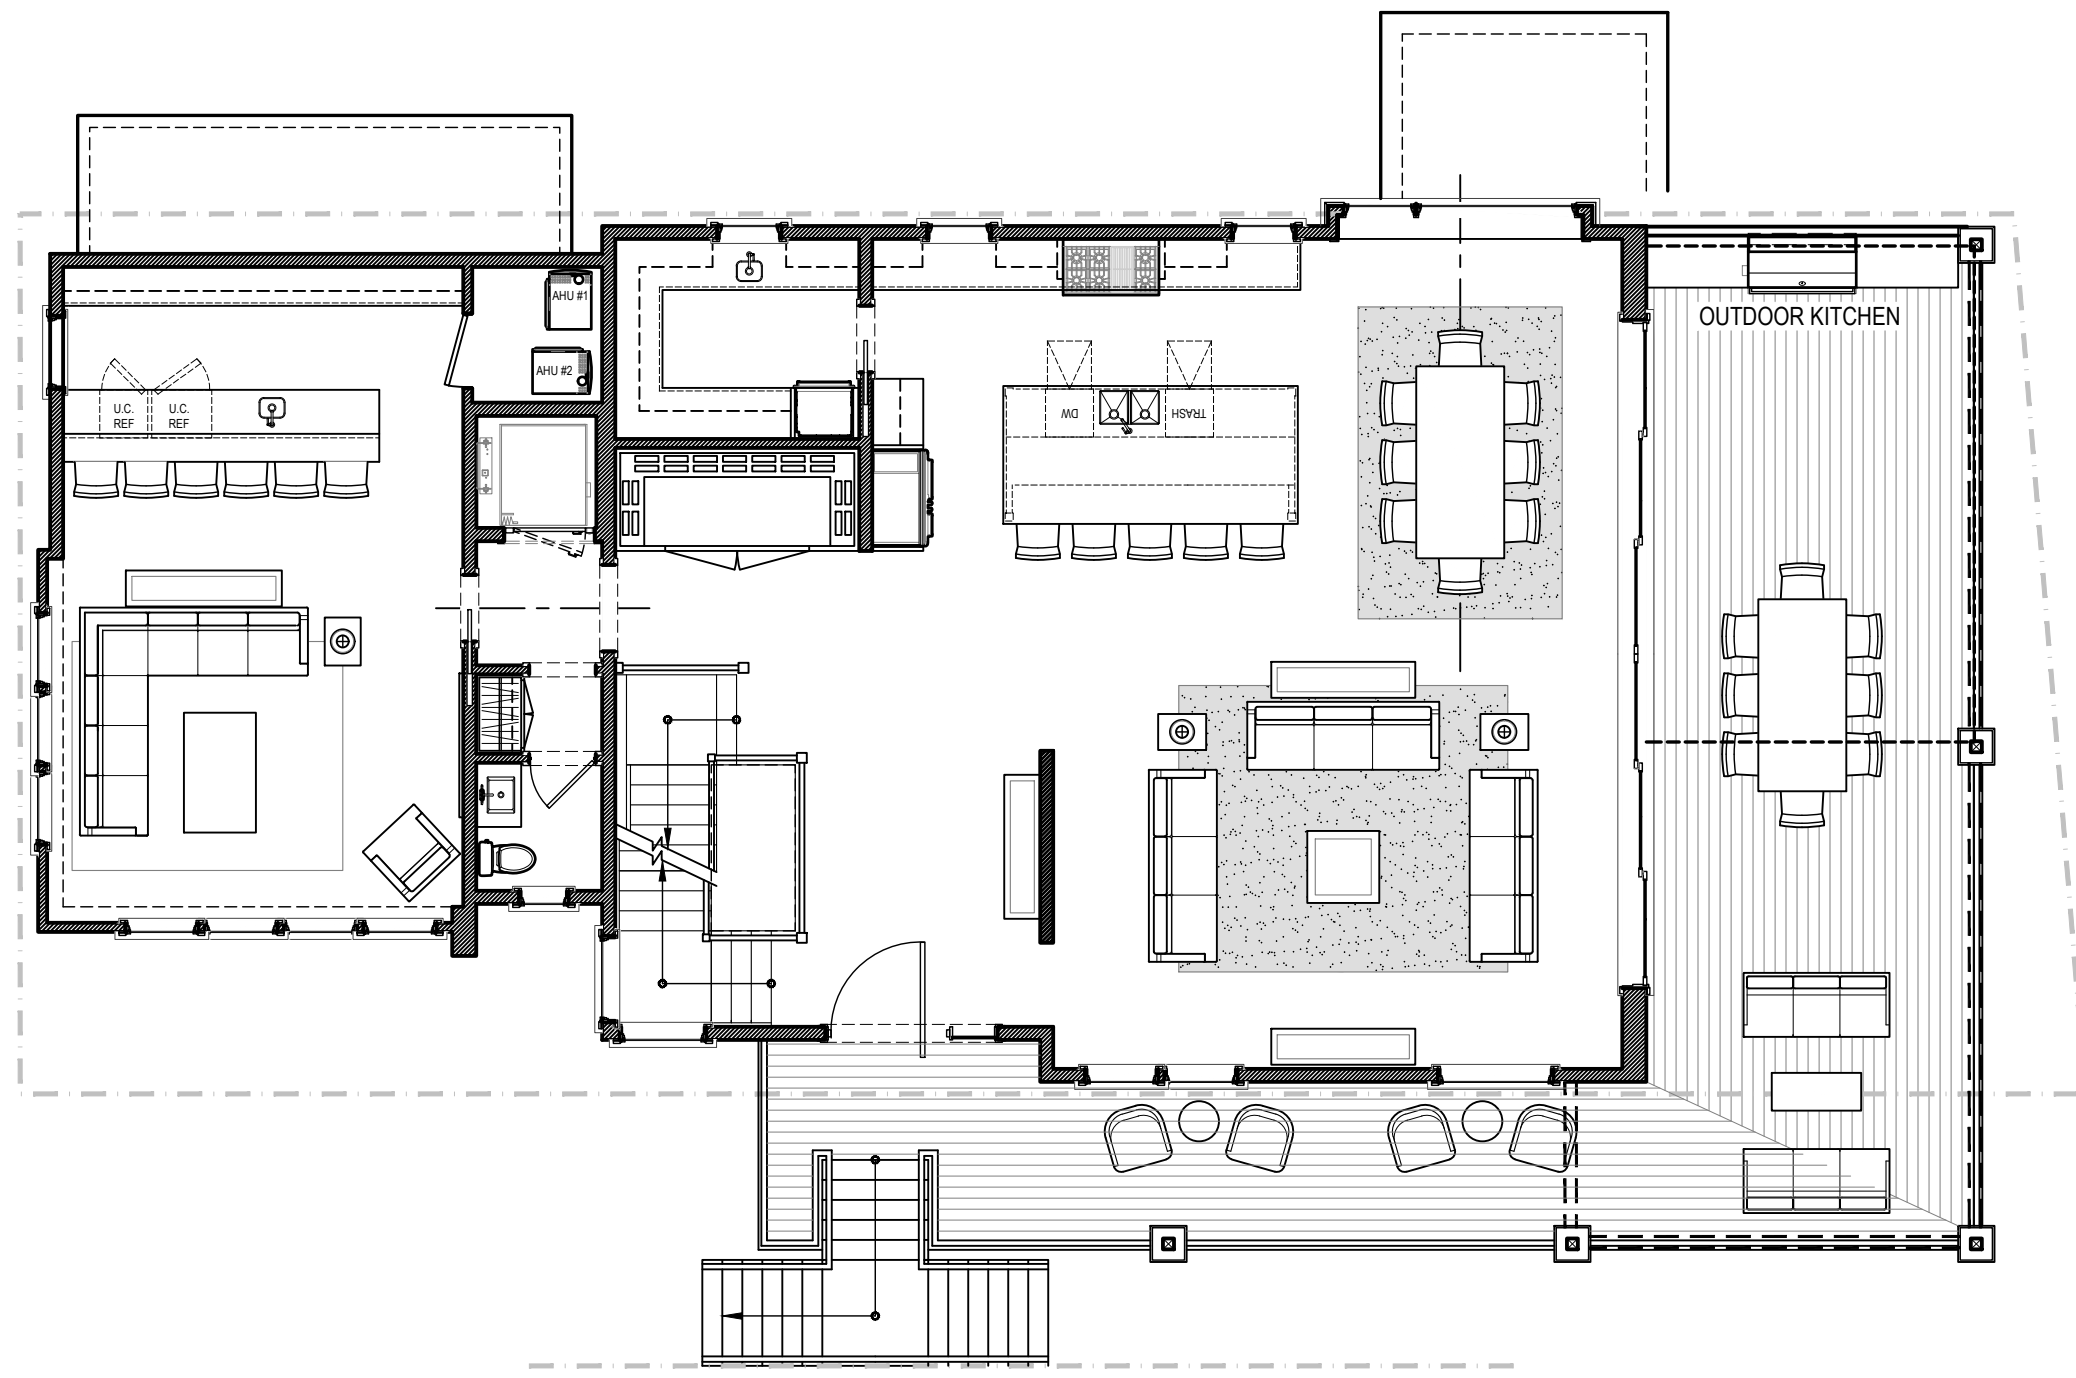 AHU #1
AHU #2
OUTDOOR KITCHEN
U.C.
REF
U.C.
REF
DW
TRASH